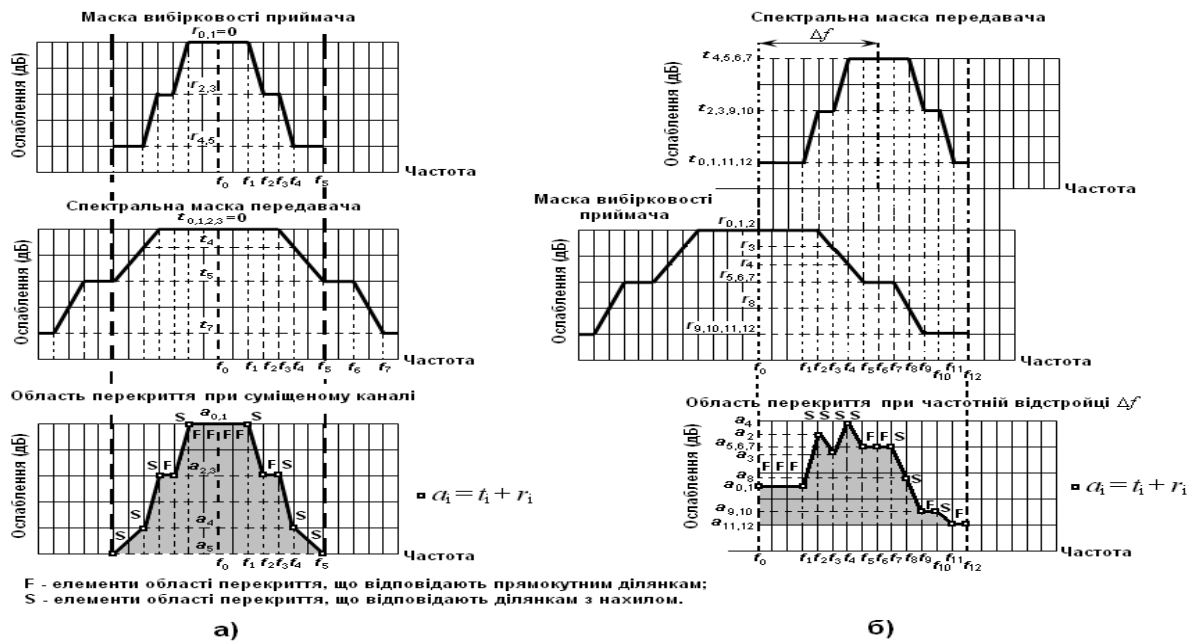 Маска вибірковості приймача
Ослаблення (дБ)
r0,1=0
r2,3
r4,5
f0 f1 f2 f3 f4 f5
Частота
Спектральна маска передавача
Ослаблення (дБ)
t0,1,2,3=0
t4
t5
t7
f0 f1 f2 f3 f4 f5 f6 f7
Частота
Область перекриття при суміщеному каналі
Ослаблення (дБ)
S a0,1 S
F F F F
S F a2,3 F S
S a4 S
a5
f0 f1 f2 f3 f4 f5
Частота
ai = ti + ri
F - елементи області перекриття, що відповідають прямокутним ділянкам;
S - елементи області перекриття, що відповідають ділянкам з нахилом.
а)
Спектральна маска передавача
Δf
Ослаблення (дБ)
t4,5,6,7
t2,3,9,10
t0,1,11,12
Частота
Маска вибірковості
приймача
Ослаблення (дБ)
r0,1,2
r3
r4
r5,6,7
r8
r9,10,11,12
f0 f1 f2 f3 f4 f5 f6 f7 f8 f9 f10 f11 f12
Частота
Область перекриття при частотній відстройці Δf
Ослаблення (дБ)
S S S S
a4
a2
a5,6,7
F F S
a3
F F F
a8
S
a0,1
a9,10
F S F
a11,12
f0 f1 f2 f3 f4 f5 f6 f7 f8 f9 f10 f11 f12
Частота
ai = ti + ri
б)